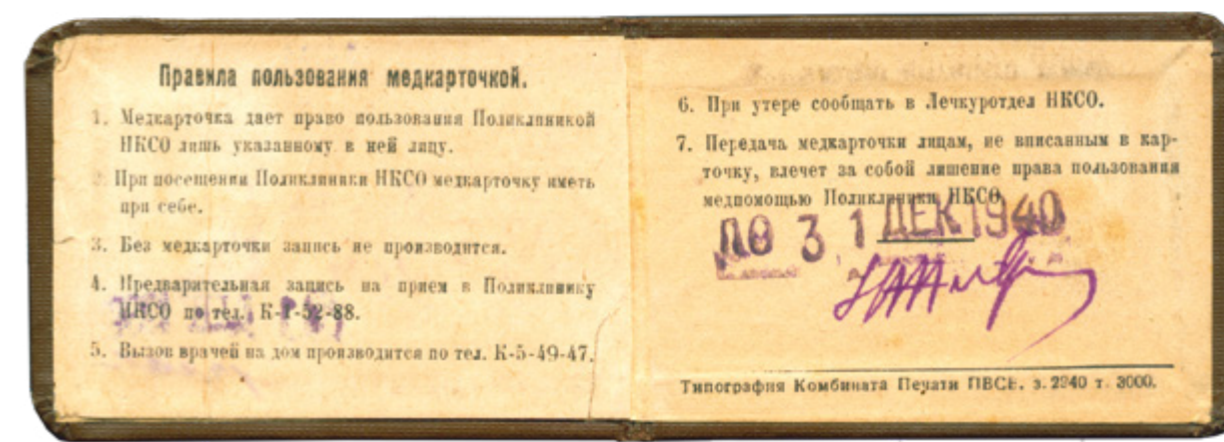 Правила пользования медкарточкой.
1. Медкарточка дает право пользования Поликлиникой
НКСО лишь указанному в ней лицу.
2. При посещении Поликлиники НКСО медкарточку иметь
при себе.
3. Без медкарточки запись не производится.
4. Предварительная запись на прием в Поликлинику
НКСО по тел. К-1-52-88.
5. Вызов врачей на дом производится по тел. К-5-49-47.
6. При утере сообщать в Лечкуротдел НКСО.
7. Передача медкарточки лицам, не вписанным в кар-
точку, влечет за собой лишение права пользования
медпомощью Поликлиники НКСО.
ДО 31 ДЕК 1940
Типография Комбината Печати ПВСЕ. з. 2940 т. 3000.